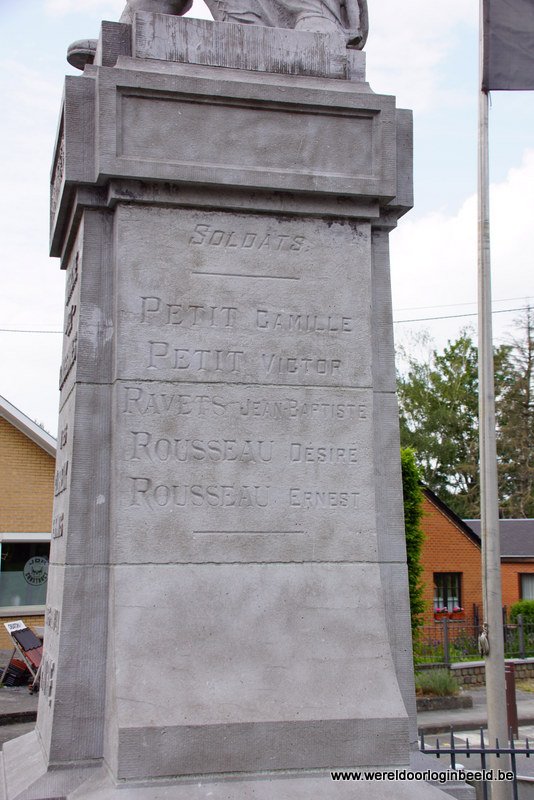 SOLDATS.
PETIT CAMILLE
PETIT VICTOR
RAVETS JEAN-BAPTISTE
ROUSSEAU DÉSIRÉ
ROUSSEAU ERNEST
www.wereldoorloginbeeld.be